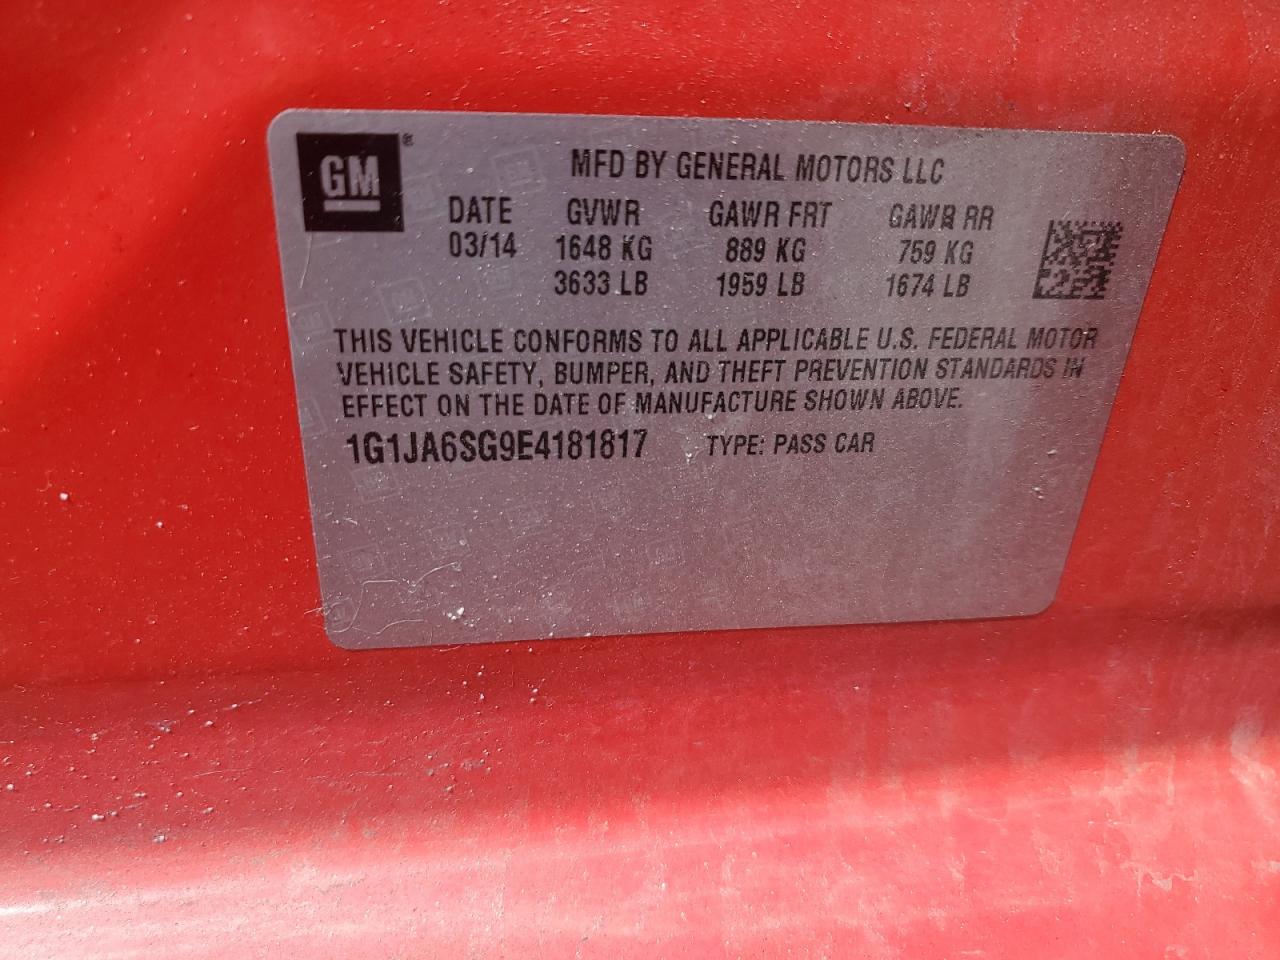 GM®
MFD BY GENERAL MOTORS LLC
DATE GVWR GAWR FRT GAWR RR
03/14 1648 KG 889 KG 759 KG
3633 LB 1959 LB 1674 LB
THIS VEHICLE CONFORMS TO ALL APPLICABLE U.S. FEDERAL MOTOR
VEHICLE SAFETY, BUMPER, AND THEFT PREVENTION STANDARDS IN
EFFECT ON THE DATE OF MANUFACTURE SHOWN ABOVE.
1G1JA6SG9E4181817 TYPE: PASS CAR